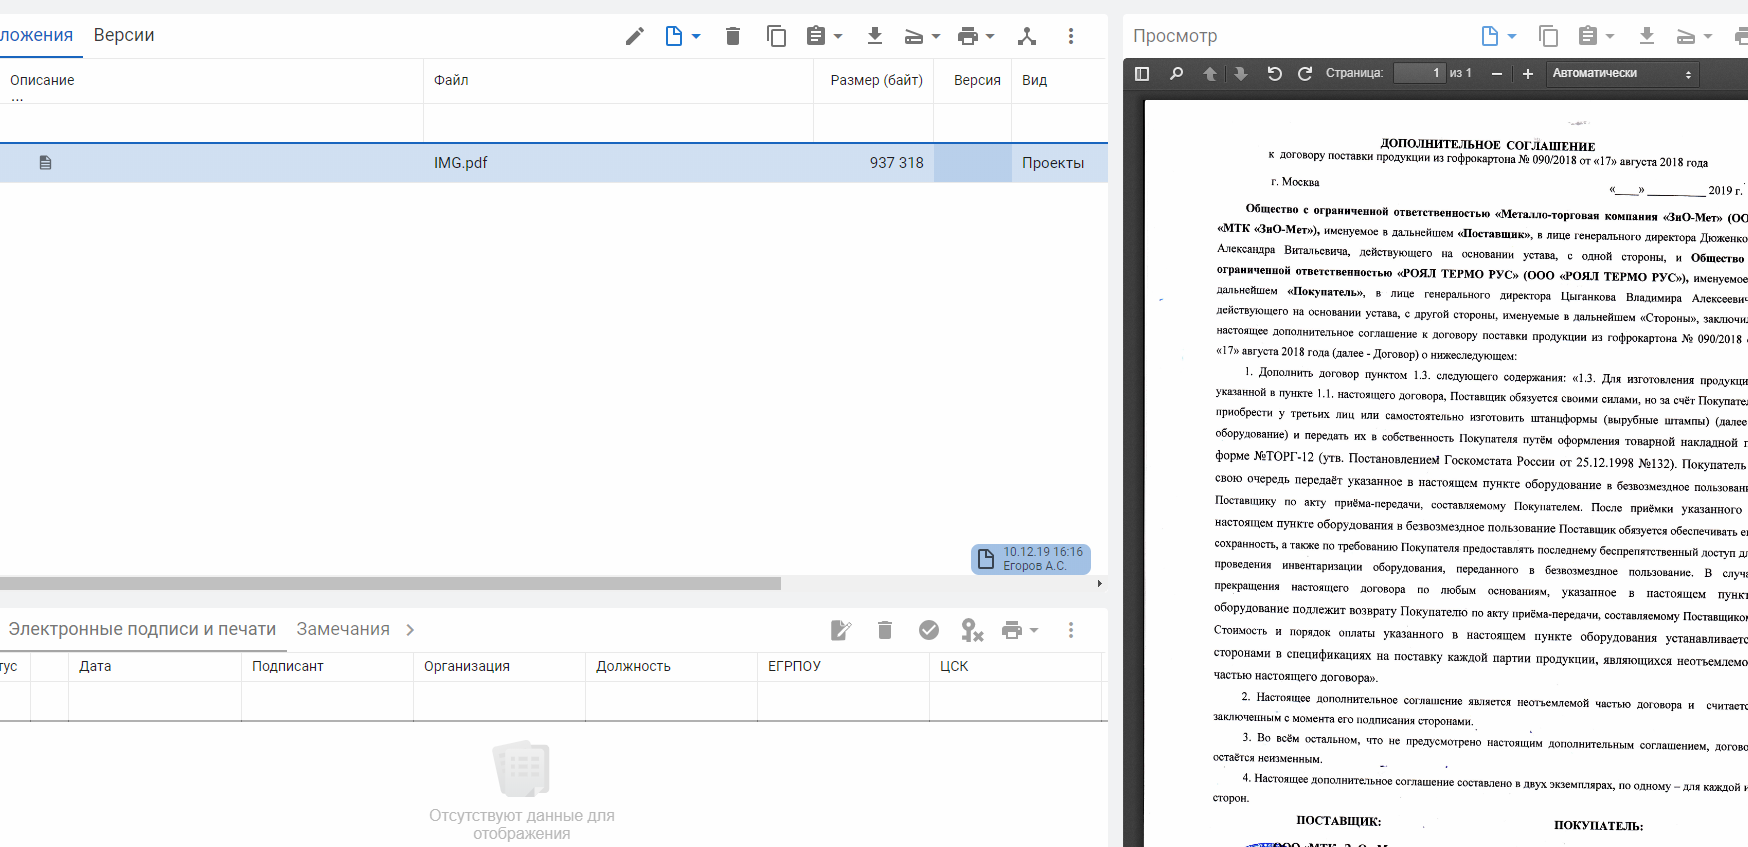 ложения Версии
Описание Файл Размер (байт) Версия Вид
...
IMG.pdf 937 318 Проекты
10.12.19 16:16
Егоров А.С.
Электронные подписи и печати Замечания
тус Дата Подписант Организация Должность ЕГРПОУ ЦСК
Отсутствуют данные для
отображения
Просмотр
Страница: 1 из 1 Автоматически
ДОПОЛНИТЕЛЬНОЕ СОГЛАШЕНИЕ
к договору поставки продукции из гофрокартона № 090/2018 от «17» августа 2018 года
г. Москва «____» __________ 2019 г.
Общество с ограниченной ответственностью «Металло-торговая компания «ЗиО-Мет» (ОО
«МТК «ЗиО-Мет»), именуемое в дальнейшем «Поставщик», в лице генерального директора Дюженко
Александра Витальевича, действующего на основании устава, с одной стороны, и Общество
ограниченной ответственностью «РОЯЛ ТЕРМО РУС» (ООО «РОЯЛ ТЕРМО РУС»), именуемое
дальнейшем «Покупатель», в лице генерального директора Цыганкова Владимира Алексеевич
действующего на основании устава, с другой стороны, именуемые в дальнейшем «Стороны», заключил
настоящее дополнительное соглашение к договору поставки продукции из гофрокартона № 090/2018
«17» августа 2018 года (далее - Договор) о нижеследующем:
1. Дополнить договор пунктом 1.3. следующего содержания: «1.3. Для изготовления продукци
указанной в пункте 1.1. настоящего договора, Поставщик обязуется своими силами, но за счёт Покупател
приобрести у третьих лиц или самостоятельно изготовить штанцформы (вырубные штампы) (далее
оборудование) и передать их в собственность Покупателя путём оформления товарной накладной п
форме №ТОРГ-12 (утв. Постановлением Госкомстата России от 25.12.1998 №132). Покупатель
свою очередь передаёт указанное в настоящем пункте оборудование в безвозмездное пользовани
Поставщику по акту приёма-передачи, составляемому Покупателем. После приёмки указанного
настоящем пункте оборудования в безвозмездное пользование Поставщик обязуется обеспечивать ег
сохранность, а также по требованию Покупателя предоставлять последнему беспрепятственный доступ дл
проведения инвентаризации оборудования, переданного в безвозмездное пользование. В случа
прекращения настоящего договора по любым основаниям, указанное в настоящем пункт
оборудование подлежит возврату Покупателю по акту приёма-передачи, составляемому Поставщиком
Стоимость и порядок оплаты указанного в настоящем пункте оборудования устанавливаетс
сторонами в спецификациях на поставку каждой партии продукции, являющихся неотъемлемо
частью настоящего договора».
2. Настоящее дополнительное соглашение является неотъемлемой частью договора и считаетс
заключенным с момента его подписания сторонами.
3. Во всём остальном, что не предусмотрено настоящим дополнительным соглашением, догово
остаётся неизменным.
4. Настоящее дополнительное соглашение составлено в двух экземплярах, по одному – для каждой и
сторон.
ПОСТАВЩИК: ПОКУПАТЕЛЬ: